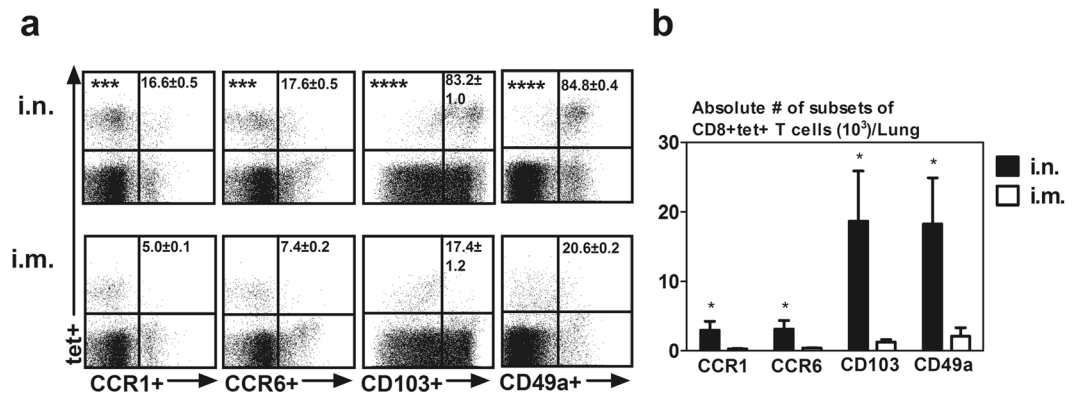 a
b
*** 16.6±0.5
*** 17.6±0.5
**** 83.2±
1.0
**** 84.8±0.4
i.n.
5.0±0.1
7.4±0.2
17.4±
1.2
20.6±0.2
i.m.
tet+
CCR1+
CCR6+
CD103+
CD49a+
Absolute # of subsets of
CD8+tet+ T cells (10³)/Lung
30
20
10
0
* * * *
CCR1 CCR6 CD103 CD49a
i.n.
i.m.